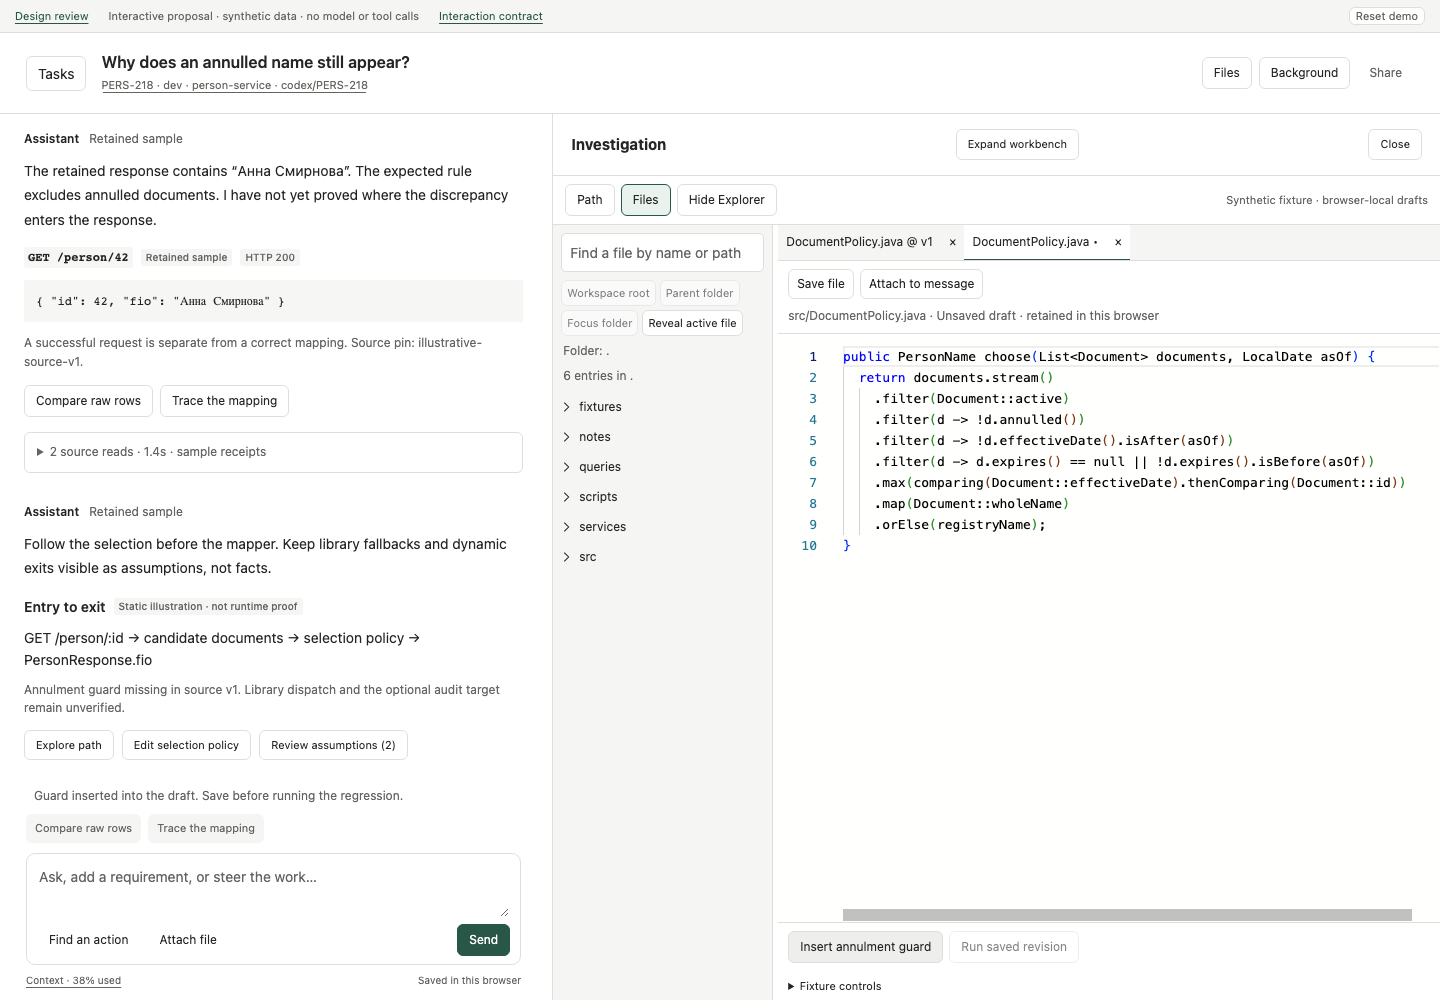 Design review
Interactive proposal · synthetic data · no model or tool calls
Interaction contract
Reset demo
Tasks
Why does an annulled name still appear?
PERS-218 · dev · person-service · codex/PERS-218
Files
Background
Share
Assistant Retained sample
The retained response contains “Анна Смирнова”. The expected rule
excludes annulled documents. I have not yet proved where the discrepancy
enters the response.
GET /person/42
Retained sample
HTTP 200
{ "id": 42, "fio": "Анна Смирнова" }
A successful request is separate from a correct mapping. Source pin: illustrative-
source-v1.
Compare raw rows
Trace the mapping
▶ 2 source reads · 1.4s · sample receipts
Assistant Retained sample
Follow the selection before the mapper. Keep library fallbacks and dynamic
exits visible as assumptions, not facts.
Entry to exit
Static illustration · not runtime proof
GET /person/:id → candidate documents → selection policy →
PersonResponse.fio
Annulment guard missing in source v1. Library dispatch and the optional audit target
remain unverified.
Explore path
Edit selection policy
Review assumptions (2)
Guard inserted into the draft. Save before running the regression.
Compare raw rows
Trace the mapping
Ask, add a requirement, or steer the work...
Find an action
Attach file
Send
Context · 38% used
Saved in this browser
Investigation
Expand workbench
Close
Path
Files
Hide Explorer
Synthetic fixture · browser-local drafts
Find a file by name or path
Workspace root
Parent folder
Focus folder
Reveal active file
Folder: .
6 entries in .
fixtures
notes
queries
scripts
services
src
DocumentPolicy.java @ v1 ×
DocumentPolicy.java • ×
Save file
Attach to message
src/DocumentPolicy.java · Unsaved draft · retained in this browser
1 public PersonName choose(List<Document> documents, LocalDate asOf) {
2 return documents.stream()
3 .filter(Document::active)
4 .filter(d -> !d.annulled())
5 .filter(d -> !d.effectiveDate().isAfter(asOf))
6 .filter(d -> d.expires() == null || !d.expires().isBefore(asOf))
7 .max(comparing(Document::effectiveDate).thenComparing(Document::id))
8 .map(Document::wholeName)
9 .orElse(registryName);
10 }
Insert annulment guard
Run saved revision
▶ Fixture controls